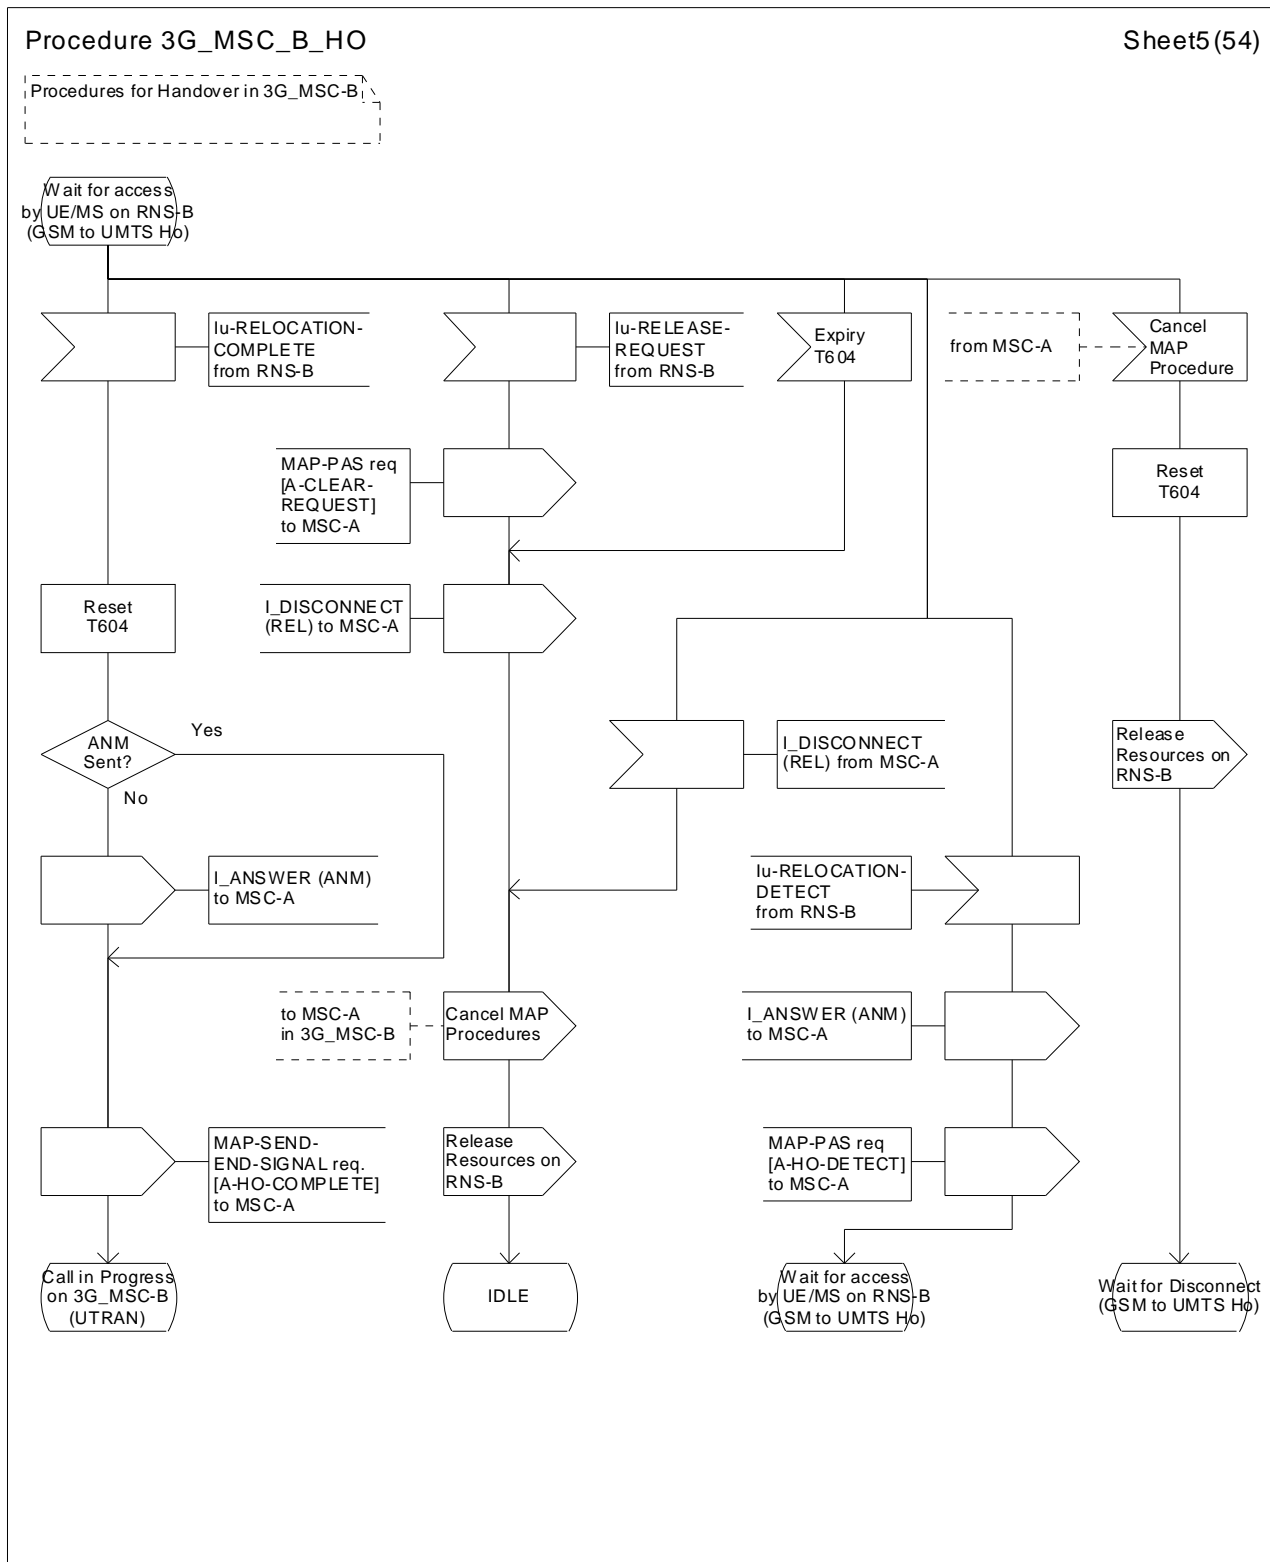 Procedure 3G_MSC_B_HO
Sheet5(54)
Procedures for Handover in 3G_MSC-B
Wait for access
by UE/MS on RNS-B
(GSM to UMTS Ho)
Iu-RELOCATION-
COMPLETE
from RNS-B
Iu-RELEASE-
REQUEST
from RNS-B
Expiry
T604
from MSC-A
Cancel
MAP
Procedure
MAP-PAS req
[A-CLEAR-
REQUEST]
to MSC-A
Reset
T604
Reset
T604
I_DISCONNECT
(REL) to MSC-A
ANM
Sent?
Yes
No
I_DISCONNECT
(REL) from MSC-A
Release
Resources on
RNS-B
I_ANSWER (ANM)
to MSC-A
Iu-RELOCATION-
DETECT
from RNS-B
to MSC-A
in 3G_MSC-B
Cancel MAP
Procedures
I_ANSWER (ANM)
to MSC-A
MAP-SEND-
END-SIGNAL req.
[A-HO-COMPLETE]
to MSC-A
Release
Resources on
RNS-B
MAP-PAS req
[A-HO-DETECT]
to MSC-A
Call in Progress
on 3G_MSC-B
(UTRAN)
IDLE
Wait for access
by UE/MS on RNS-B
(GSM to UMTS Ho)
Wait for Disconnect
(GSM to UMTS Ho)